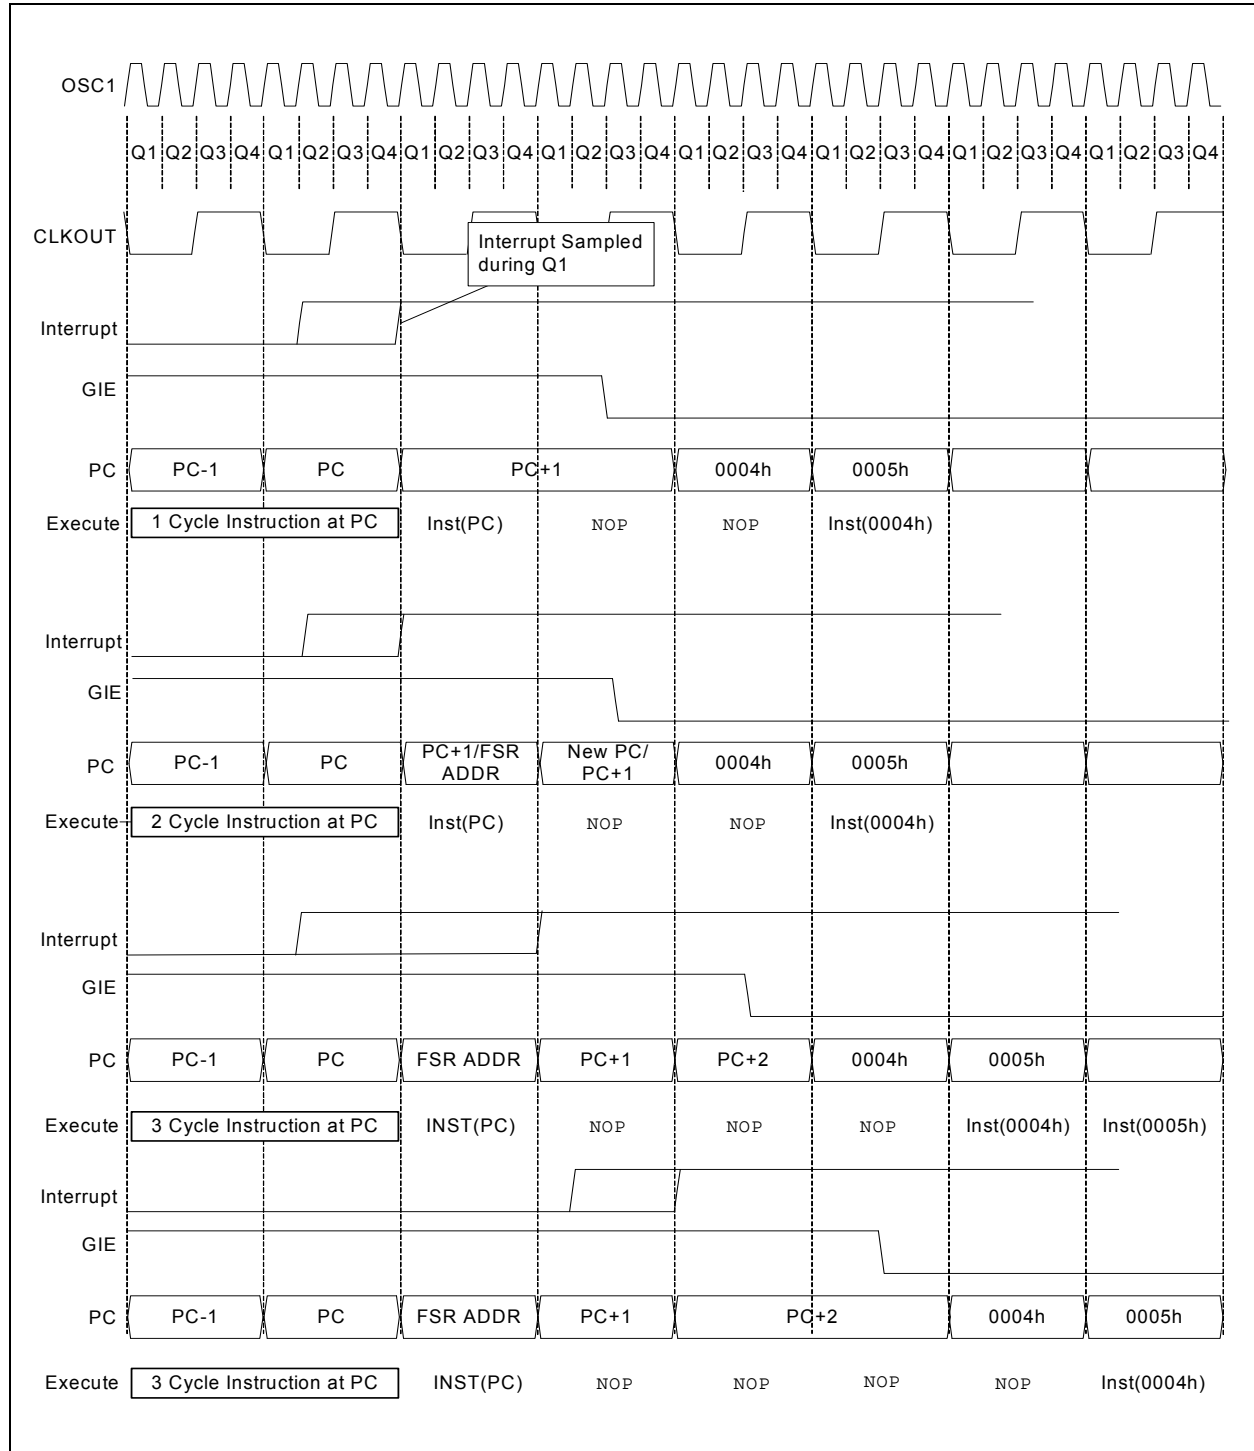 OSC1
Q1 Q2 Q3 Q4 Q1 Q2 Q3 Q4 Q1 Q2 Q3 Q4 Q1 Q2 Q3 Q4 Q1 Q2 Q3 Q4 Q1 Q2 Q3 Q4 Q1 Q2 Q3 Q4 Q1 Q2 Q3 Q4
CLKOUT
Interrupt Sampled
during Q1
Interrupt
GIE
PC PC-1 PC PC+1 0004h 0005h
Execute 1 Cycle Instruction at PC Inst(PC) NOP NOP Inst(0004h)
Interrupt
GIE
PC PC-1 PC PC+1/FSR ADDR New PC/ PC+1 0004h 0005h
Execute 2 Cycle Instruction at PC Inst(PC) NOP NOP Inst(0004h)
Interrupt
GIE
PC PC-1 PC FSR ADDR PC+1 PC+2 0004h 0005h
Execute 3 Cycle Instruction at PC INST(PC) NOP NOP NOP Inst(0004h) Inst(0005h)
Interrupt
GIE
PC PC-1 PC FSR ADDR PC+1 PC+2 0004h 0005h
Execute 3 Cycle Instruction at PC INST(PC) NOP NOP NOP NOP Inst(0004h)